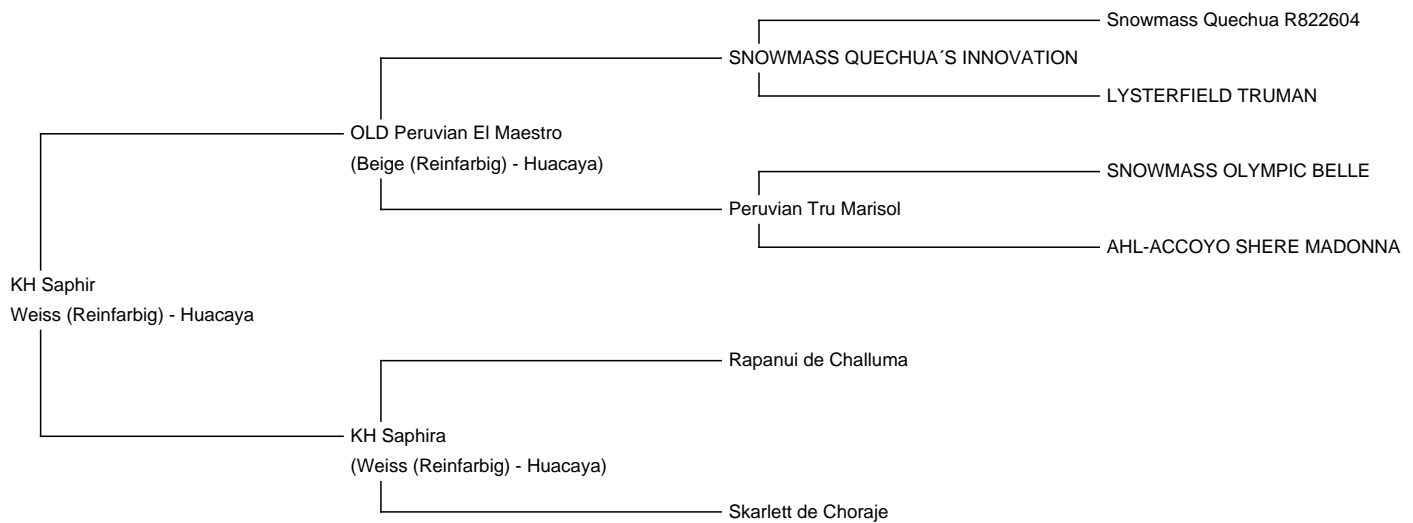 Snowmass Quechua R822604
SNOWMASS QUECHUA´S INNOVATION
LYSTERFIELD TRUMAN
OLD Peruvian El Maestro
(Beige (Reinfarbig) - Huacaya)
SNOWMASS OLYMPIC BELLE
Peruvian Tru Marisol
AHL-ACCOYO SHERE MADONNA
KH Saphir
Weiss (Reinfarbig) - Huacaya
Rapanui de Challuma
KH Saphira
(Weiss (Reinfarbig) - Huacaya)
Skarlett de Choraje